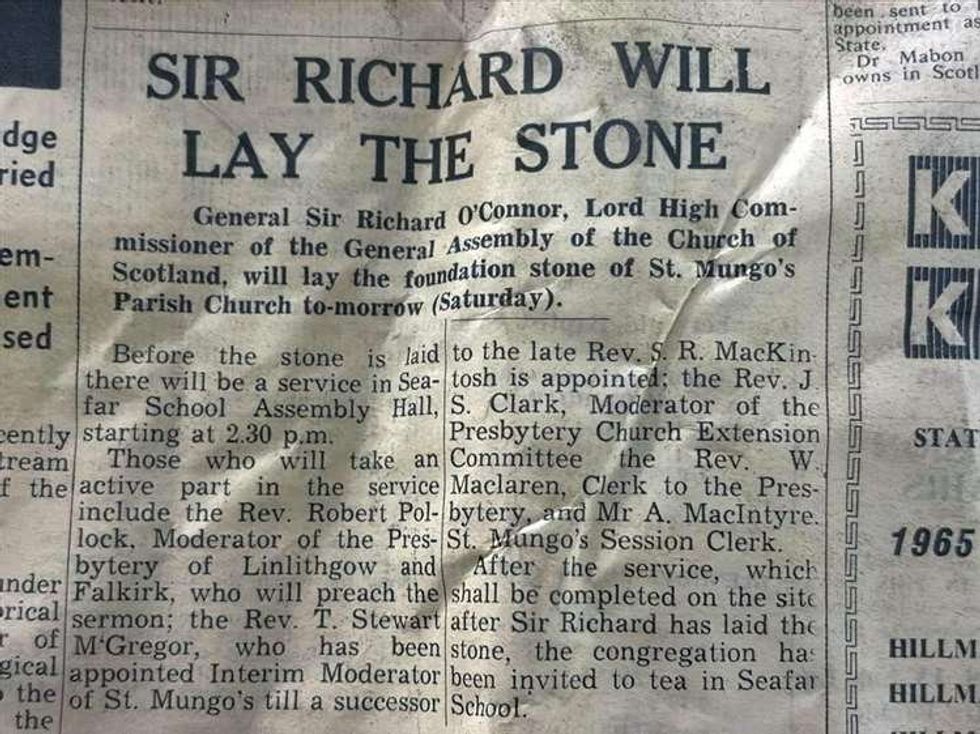 SIR RICHARD WILL
LAY THE STONE
General Sir Richard O'Connor, Lord High Com-
missioner of the General Assembly of the Church of
Scotland, will lay the foundation stone of St. Mungo's
Parish Church to-morrow (Saturday).
Before the stone is laid
there will be a service in Sea-
far School Assembly Hall,
starting at 2.30 p.m.
Those who will take an
active part in the service
include the Rev. Robert Pol-
lock, Moderator of the Pres-
bytery of Linlithgow and
Falkirk, who will preach the
sermon; the Rev. T. Stewart
M'Gregor, who has been
appointed Interim Moderator
of St. Mungo's till a successor
to the late Rev. S. R. MacKin-
tosh is appointed; the Rev. J.
S. Clark, Moderator of the
Presbytery Church Extension
Committee the Rev. W.
Maclaren, Clerk to the Pres-
bytery, and Mr A. MacIntyre.
St. Mungo's Session Clerk.
After the service, which
shall be completed on the site
after Sir Richard has laid the
stone, the congregation has
been invited to tea in Seafar
School.
dge
ried
em-
ent
sed
cently
tream
f the
under
orical
r of
gical
the
the
been sent to
appointment as
State.
Dr Mabon
owns in Scotl
K
K
STAT
1965
HILLM
HILLM